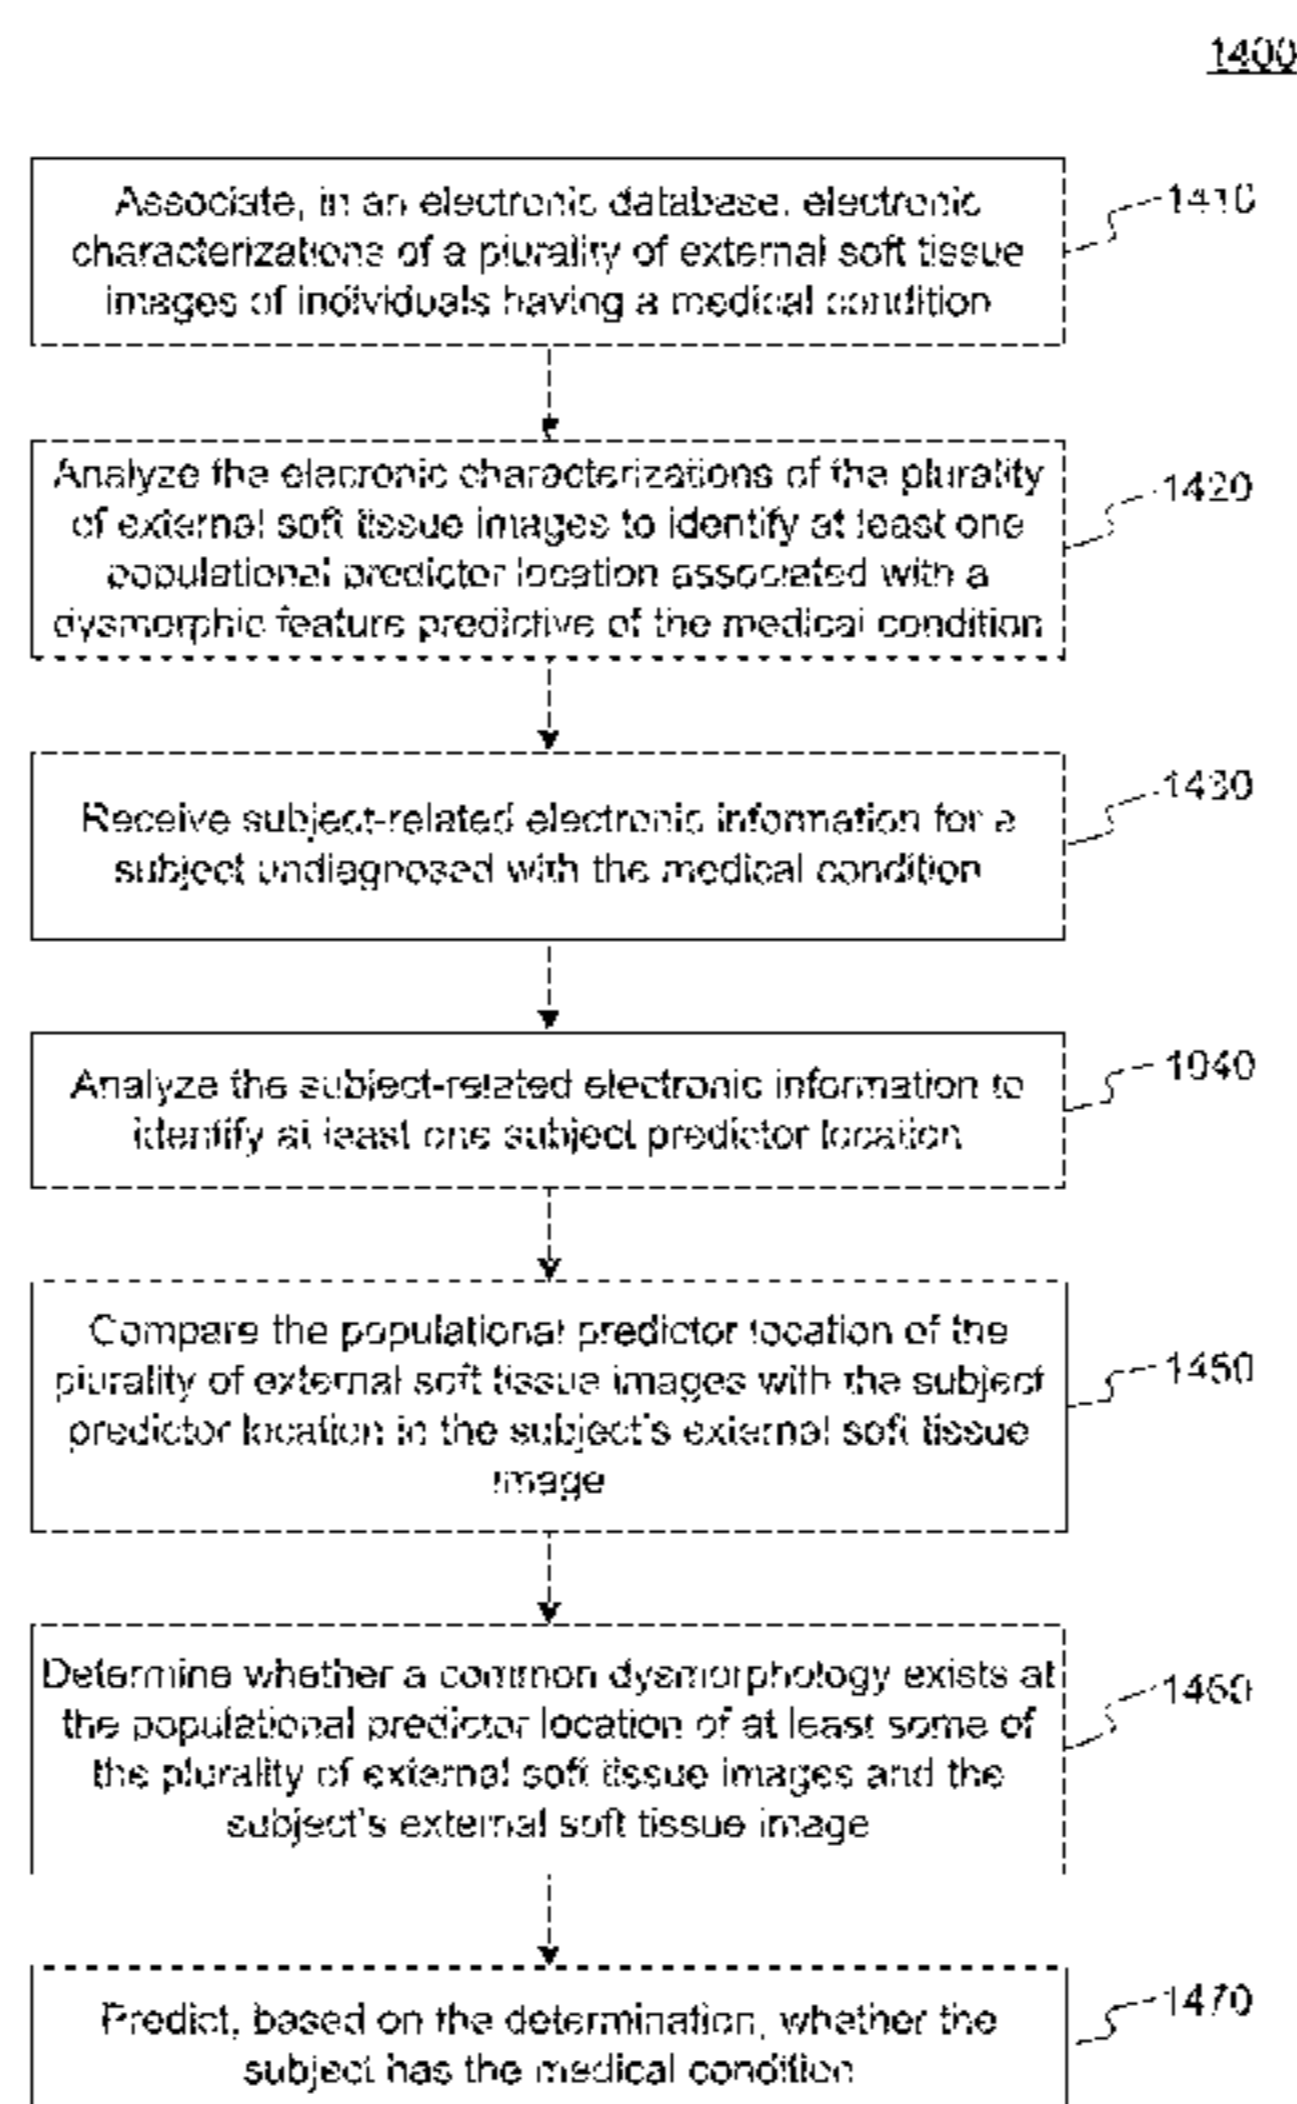 1400
Associate, in an electronic database, electronic
characterizations of a plurality of external soft tissue
images of individuals having a medical condition
1410
Analyze the elecronic characterizations of the plurality
of external soft tissue images to identify at least one
populational predictor location associated with a
dysmorphic feature predictive of the medical condition
1420
Receive subject-related electronic information for a
subject undiagnosed with the medical condition
1430
Analyze the subject-related electronic information to
identify at least one subject predictor location
1040
Compare the populational predictor location of the
plurality of external soft tissue images with the subject
predictor location in the subject's external soft tissue
image
1450
Determine whether a common dysmorphology exists at
the populational predictor location of at least some of
the plurality of external soft tissue images and the
subject's external soft tissue image
1460
Predict, based on the determination, whether the
subject has the medical condition
1470